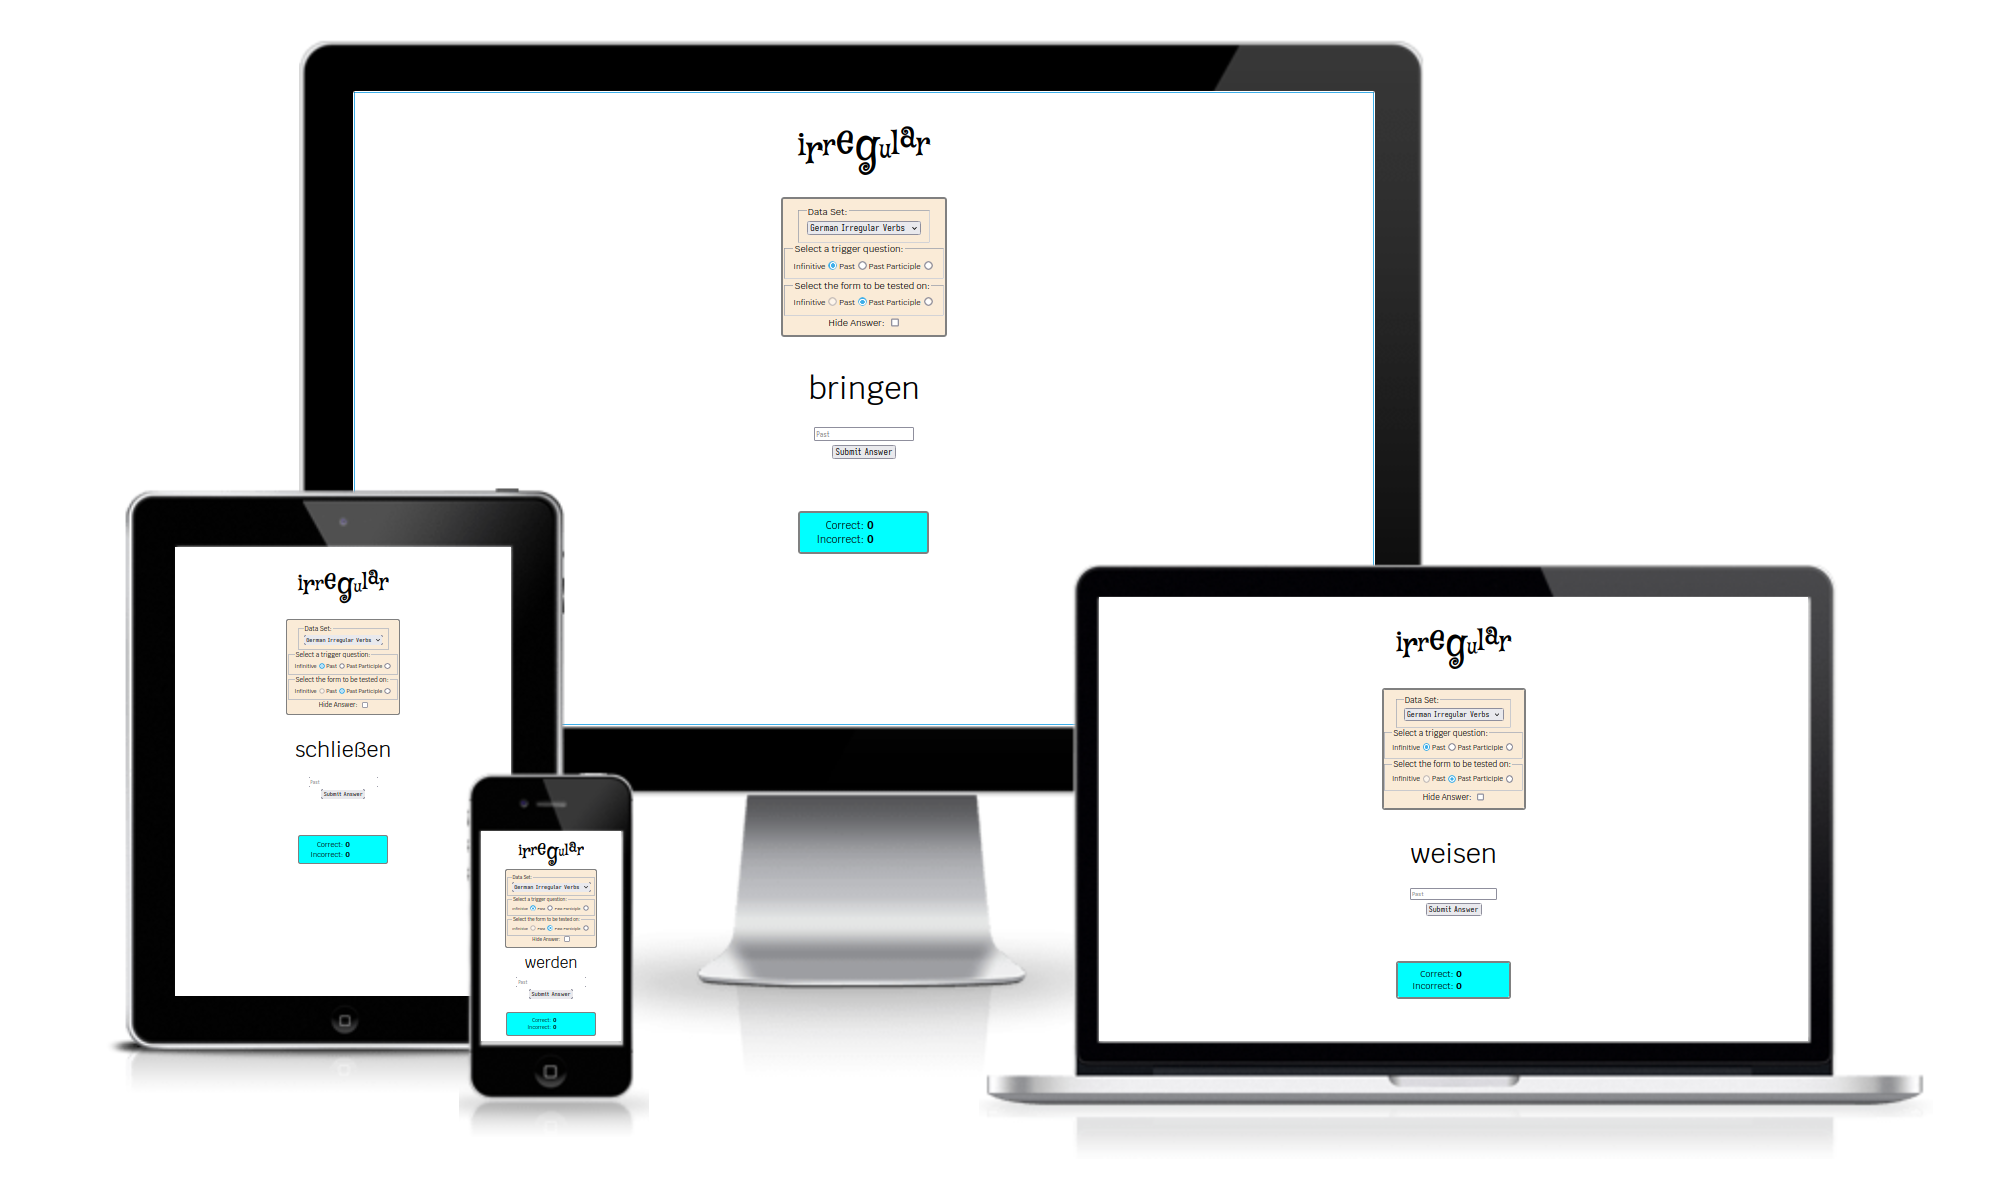 irregular
Data Set:
German Irregular Verbs
Select a trigger question:
Infinitive Past Past Participle
Select the form to be tested on:
Infinitive Past Past Participle
Hide Answer:
bringen
Past
Submit Answer
Correct: 0
Incorrect: 0
irregular
Data Set:
German Irregular Verbs
Select a trigger question:
Infinitive Past Past Participle
Select the form to be tested on:
Infinitive Past Past Participle
Hide Answer:
schließen
Past
Submit Answer
Correct: 0
Incorrect: 0
irregular
Data Set:
German Irregular Verbs
Select a trigger question:
Infinitive Past Past Participle
Select the form to be tested on:
Infinitive Past Past Participle
Hide Answer:
werden
Past
Submit Answer
Correct: 0
Incorrect: 0
irregular
Data Set:
German Irregular Verbs
Select a trigger question:
Infinitive Past Past Participle
Select the form to be tested on:
Infinitive Past Past Participle
Hide Answer:
weisen
Past
Submit Answer
Correct: 0
Incorrect: 0